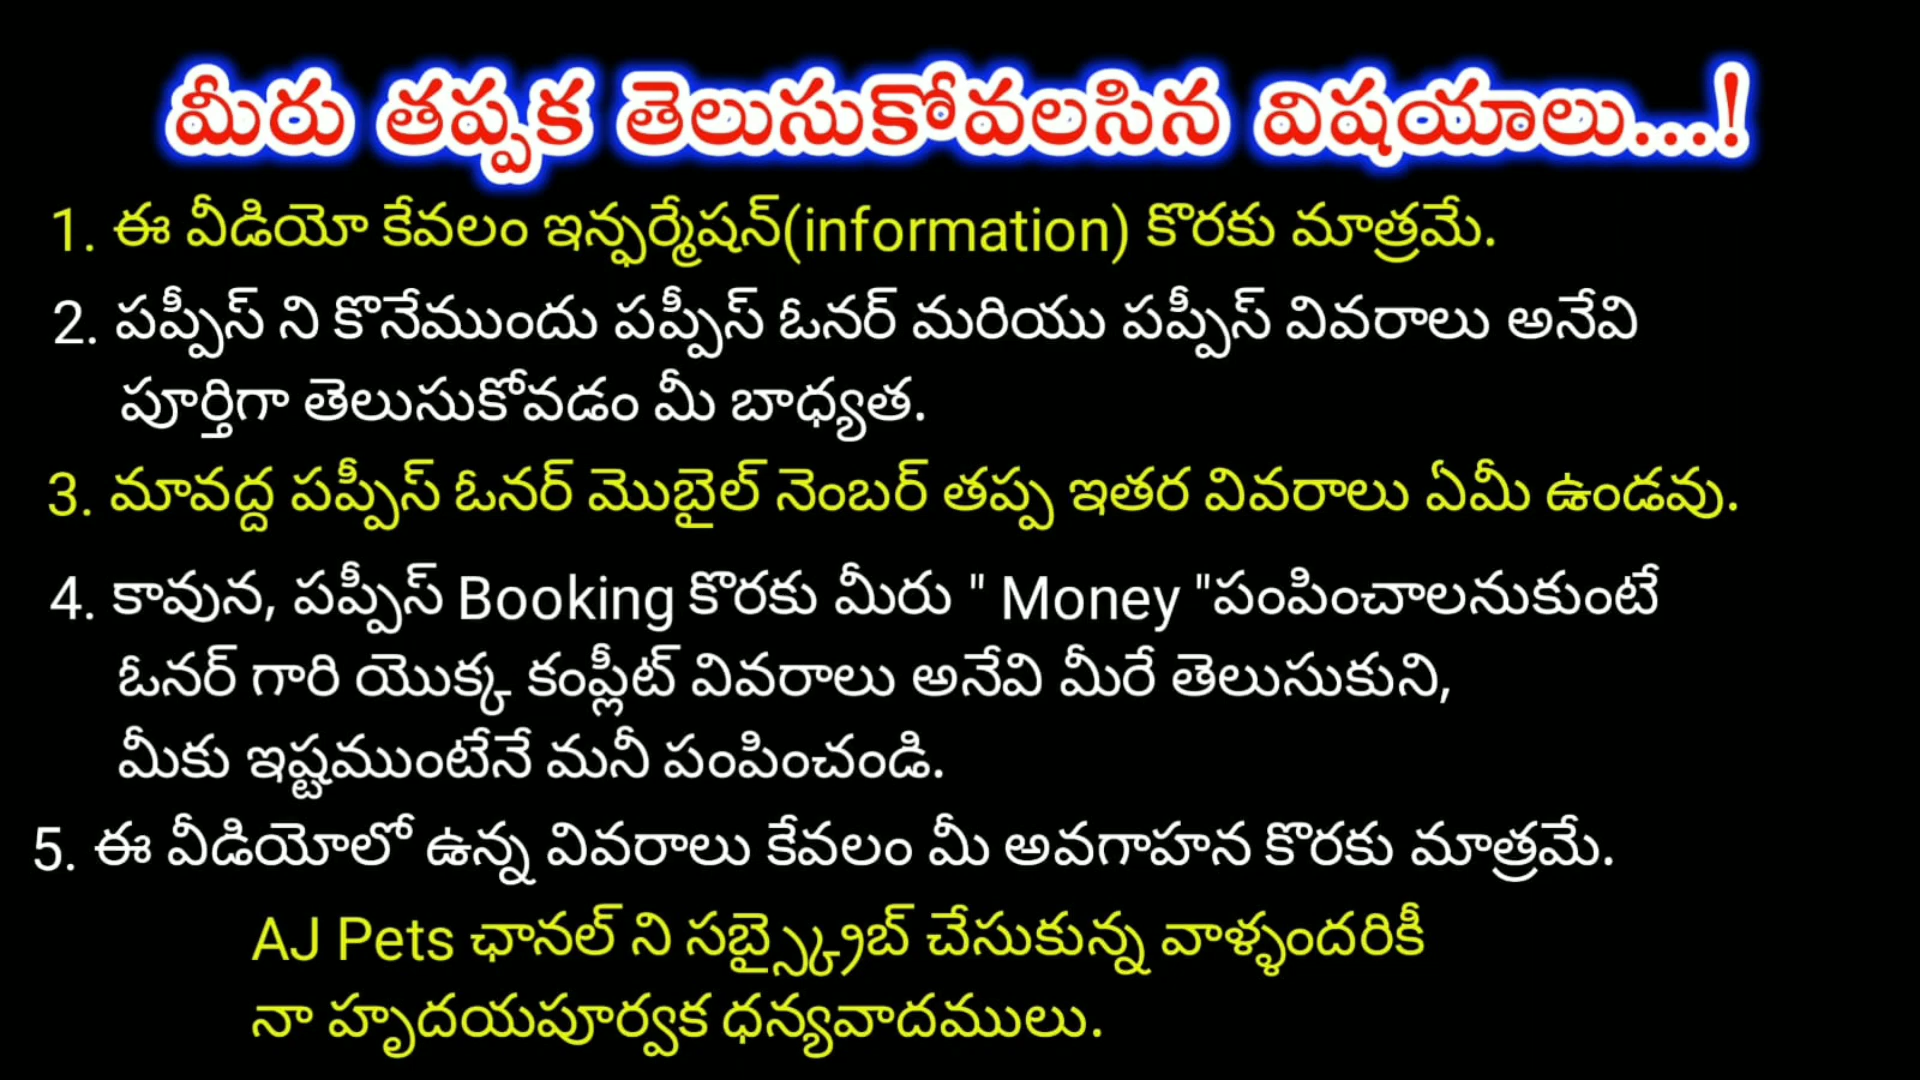 మీరు తప్పక తెలుసుకోవలసిన విషయాలు...!
1. ఈ వీడియో కేవలం ఇన్ఫర్మేషన్(information) కొరకు మాత్రమే.
2. పప్పీస్ ని కొనేముందు పప్పీస్ ఓనర్ మరియు పప్పీస్ వివరాలు అనేవి
పూర్తిగా తెలుసుకోవడం మీ బాధ్యత.
3. మావద్ద పప్పీస్ ఓనర్ మొబైల్ నెంబర్ తప్ప ఇతర వివరాలు ఏమీ ఉండవు.
4. కావున, పప్పీస్ Booking కొరకు మీరు " Money "పంపించాలనుకుంటే
ఓనర్ గారి యొక్క కంప్లీట్ వివరాలు అనేవి మీరే తెలుసుకుని,
మీకు ఇష్టముంటేనే మనీ పంపించండి.
5. ఈ వీడియోలో ఉన్న వివరాలు కేవలం మీ అవగాహన కొరకు మాత్రమే.
AJ Pets ఛానల్ ని సబ్స్క్రైబ్ చేసుకున్న వాళ్ళందరికీ
నా హృదయపూర్వక ధన్యవాదములు.